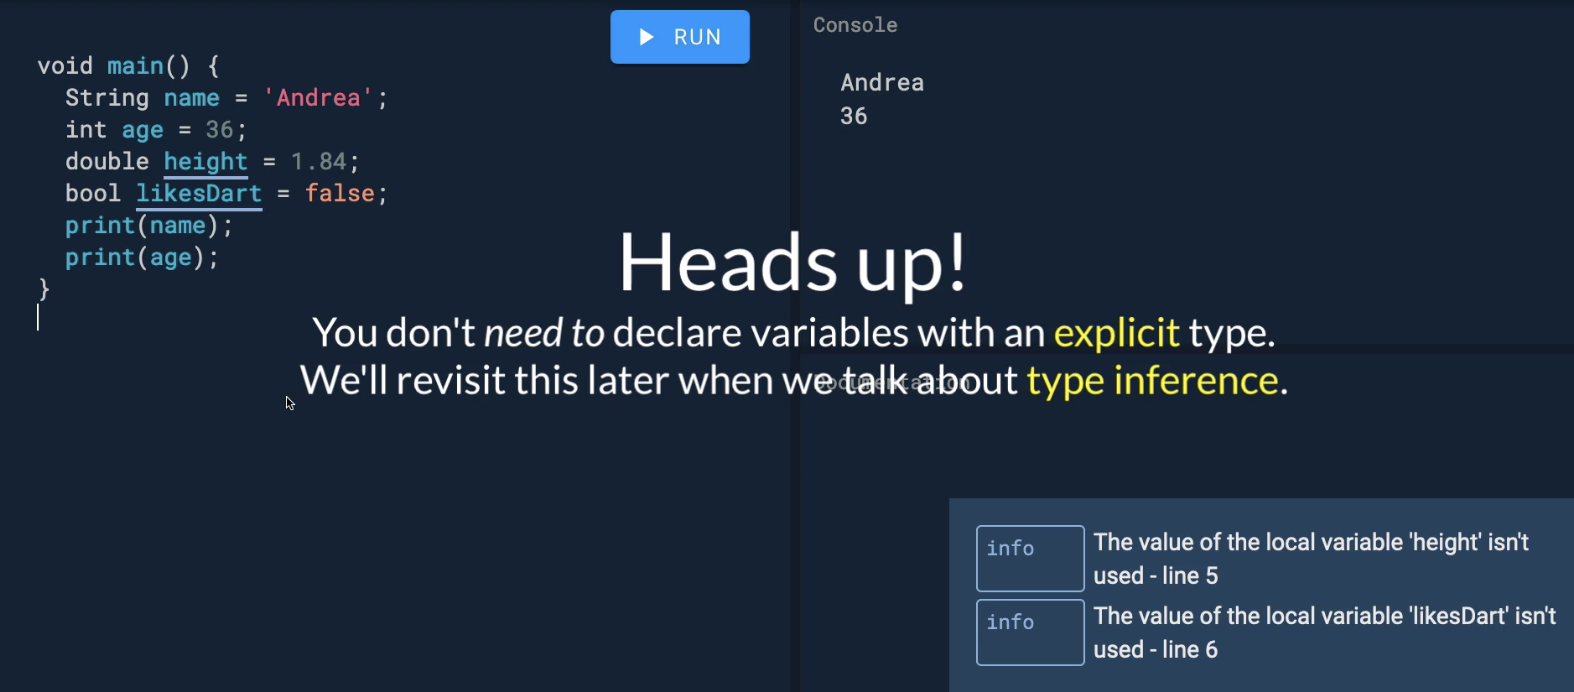 RUN
void main() {
String name = 'Andrea';
int age = 36;
double height = 1.84;
bool likesDart = false;
print(name);
print(age);
}
Console
Andrea
36
Heads up!
You don't need to declare variables with an explicit type.
We'll revisit this later when we talk about type inference.
Documentation
info
The value of the local variable 'height' isn't
used - line 5
info
The value of the local variable 'likesDart' isn't
used - line 6